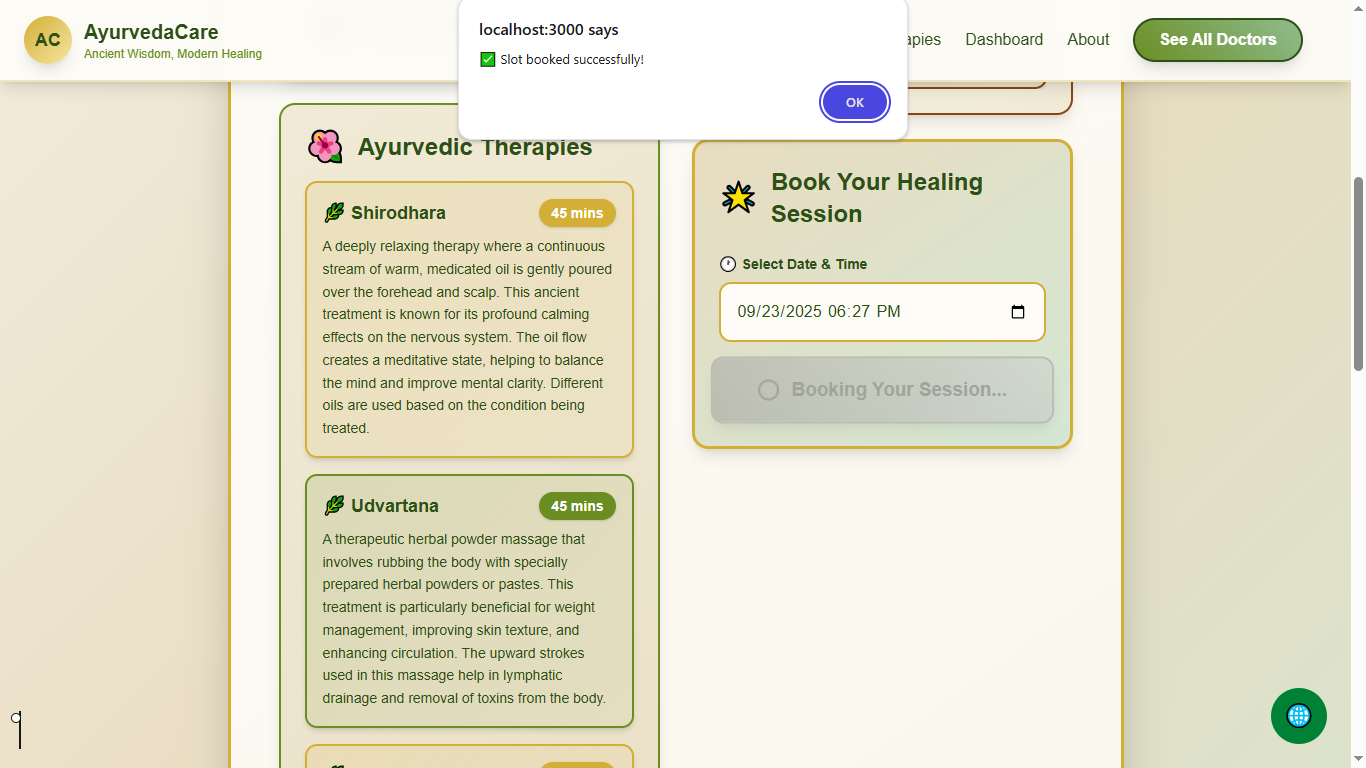 AC
AyurvedaCare
Ancient Wisdom, Modern Healing
localhost:3000 says
✅ Slot booked successfully!
OK
Dashboard
About
See All Doctors
Ayurvedic Therapies
Shirodhara
45 mins
A deeply relaxing therapy where a continuous
stream of warm, medicated oil is gently poured
over the forehead and scalp. This ancient
treatment is known for its profound calming
effects on the nervous system. The oil flow
creates a meditative state, helping to balance
the mind and improve mental clarity. Different
oils are used based on the condition being
treated.
Udvartana
45 mins
A therapeutic herbal powder massage that
involves rubbing the body with specially
prepared herbal powders or pastes. This
treatment is particularly beneficial for weight
management, improving skin texture, and
enhancing circulation. The upward strokes
used in this massage help in lymphatic
drainage and removal of toxins from the body.
Book Your Healing
Session
Select Date & Time
09/23/2025 06:27 PM
Booking Your Session...